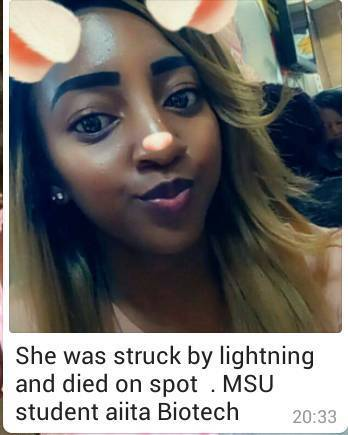 She was struck by lightning
and died on spot  . MSU
student aiita Biotech
20:33